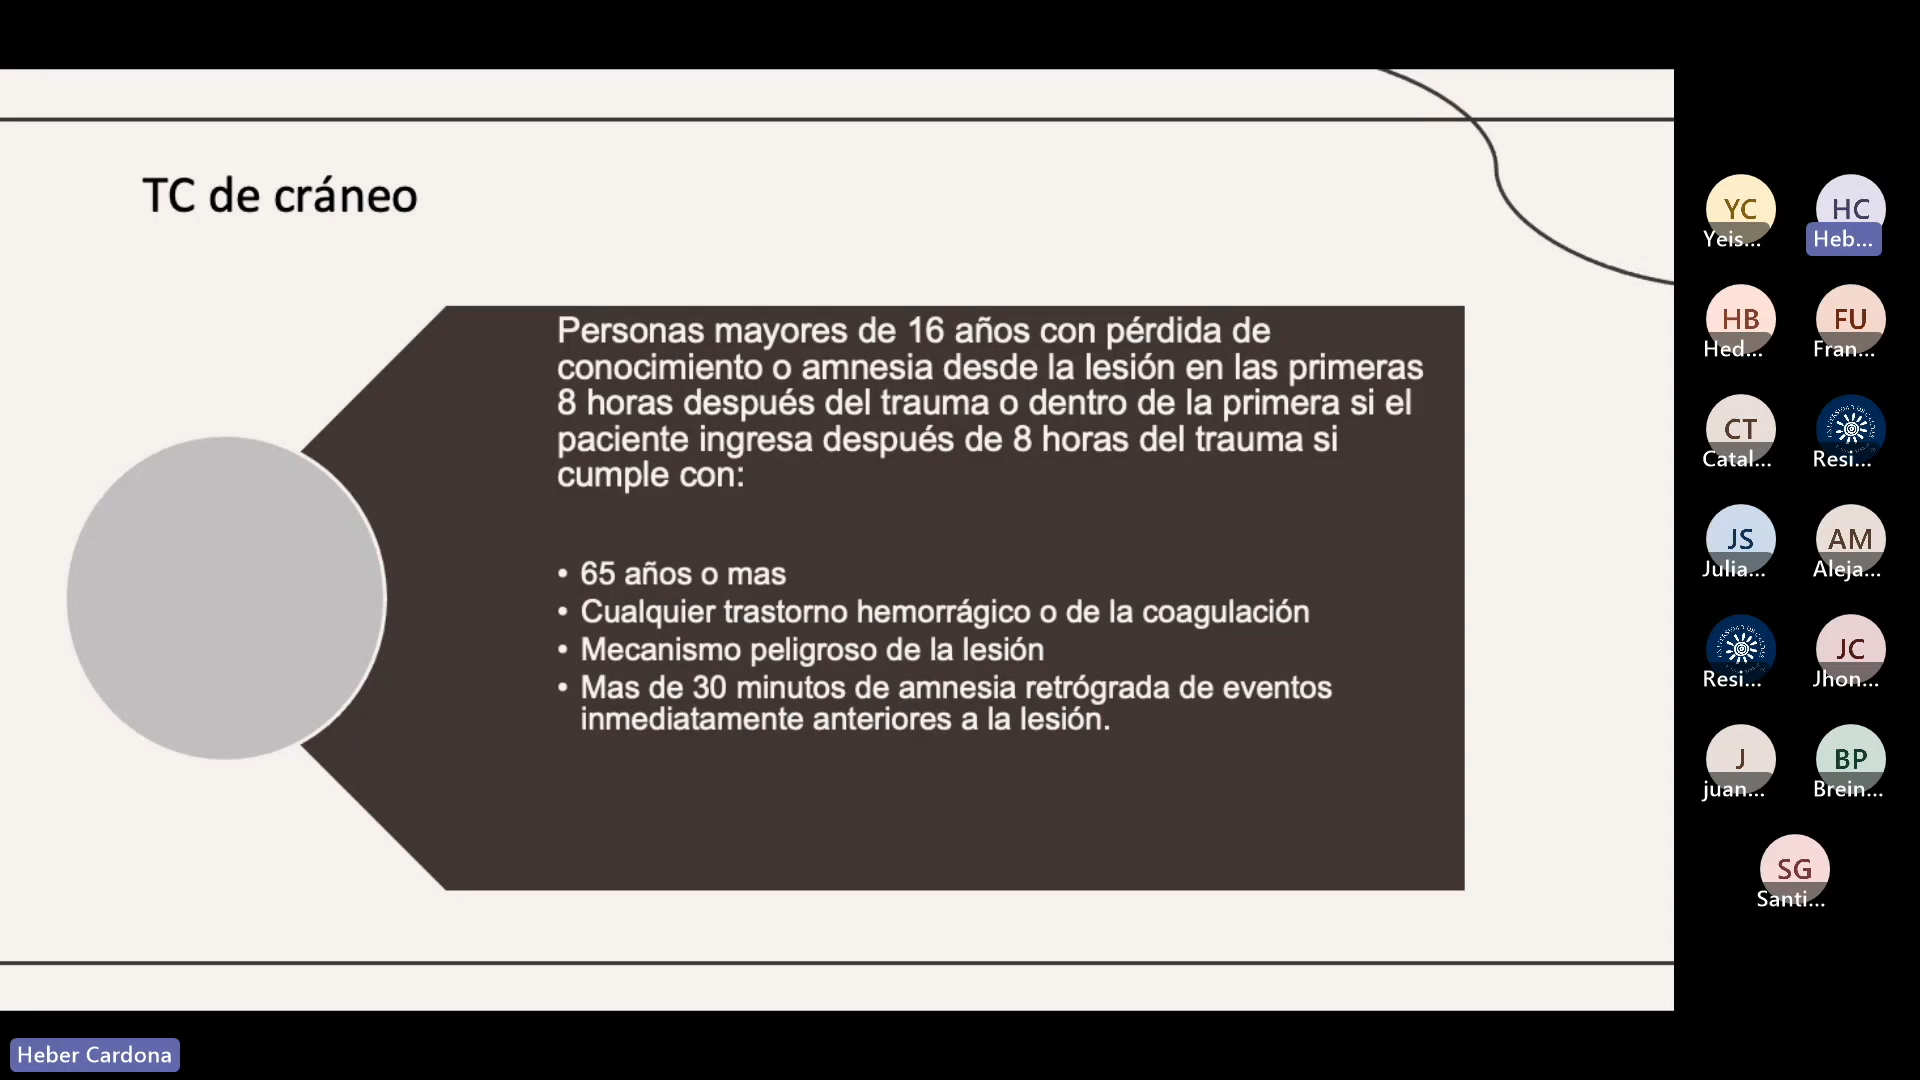 TC de cráneo
Personas mayores de 16 años con pérdida de
conocimiento o amnesia desde la lesión en las primeras
8 horas después del trauma o dentro de la primera si el
paciente ingresa después de 8 horas del trauma si
cumple con:
• 65 años o mas
• Cualquier trastorno hemorrágico o de la coagulación
• Mecanismo peligroso de la lesión
• Mas de 30 minutos de amnesia retrógrada de eventos
inmediatamente anteriores a la lesión.
YC
Yeis...
HC
Heb...
HB
Hed...
FU
Fran...
CT
Catal...
Resi...
JS
Julia...
AM
Aleja...
Resi...
JC
Jhon...
J
juan...
BP
Brein...
SG
Santi...
Heber Cardona